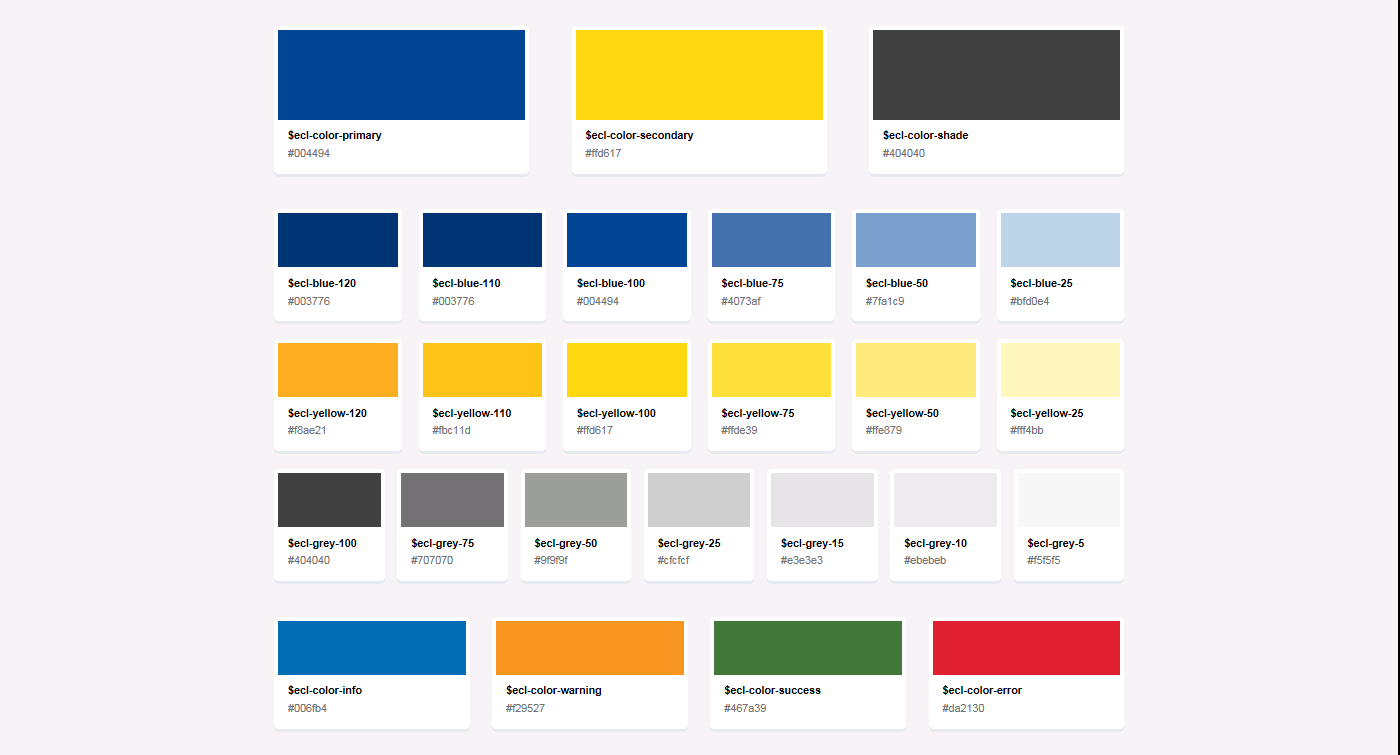 $ecl-color-primary
#004494
$ecl-color-secondary
#ffd617
$ecl-color-shade
#404040
$ecl-blue-120
#003776
$ecl-blue-110
#003776
$ecl-blue-100
#004494
$ecl-blue-75
#4073af
$ecl-blue-50
#7fa1c9
$ecl-blue-25
#bfd0e4
$ecl-yellow-120
#f8ae21
$ecl-yellow-110
#fbc11d
$ecl-yellow-100
#ffd617
$ecl-yellow-75
#ffde39
$ecl-yellow-50
#ffe879
$ecl-yellow-25
#fff4bb
$ecl-grey-100
#404040
$ecl-grey-75
#707070
$ecl-grey-50
#9f9f9f
$ecl-grey-25
#cfcfcf
$ecl-grey-15
#e3e3e3
$ecl-grey-10
#ebebeb
$ecl-grey-5
#f5f5f5
$ecl-color-info
#006fb4
$ecl-color-warning
#f29527
$ecl-color-success
#467a39
$ecl-color-error
#da2130